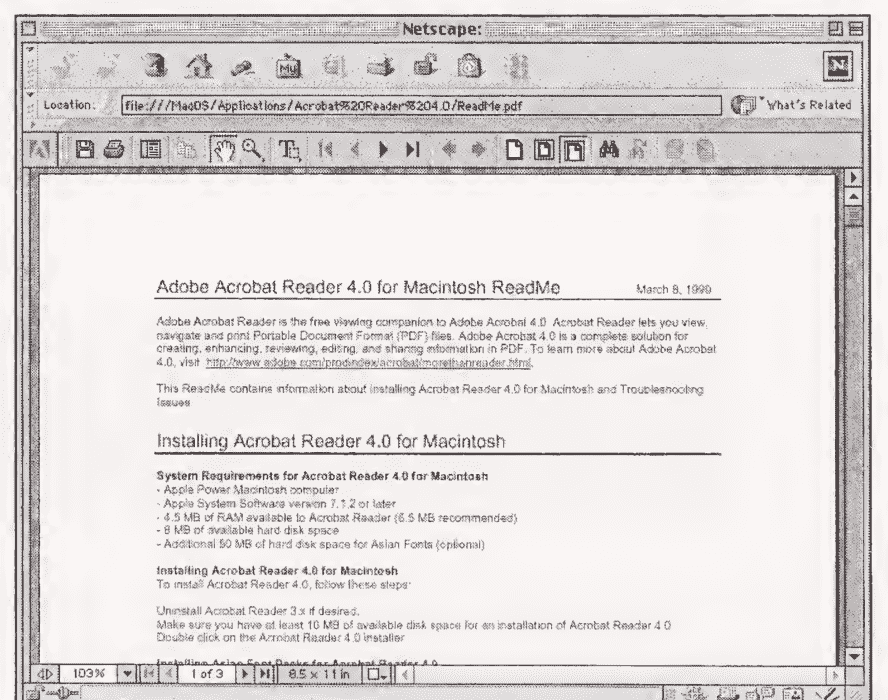 Netscape:
My
N
Location: file:///MacOS/Applications/Acrobat%20Reader%204.0/ReadMe.pdf What's Related
Adobe Acrobat Reader 4.0 for Macintosh ReadMe March 8, 1999
Adobe Acrobat Reader is the free viewing companion to Adobe Acrobat 4.0 Acrobat Reader lets you view,
navigate and print Portable Document Format (PDF) files. Adobe Acrobat 4.0 is a complete solution for
creating, enhancing, reviewing, editing, and sharing information in PDF. To learn more about Adobe Acrobat
4.0, visit http://www.adobe.com/prodindex/acrobat/morethanreader.html.
This ReadMe contains information about installing Acrobat Reader 4.0 for Macintosh and Troubleshooting
Issues
Installing Acrobat Reader 4.0 for Macintosh
System Requirements for Acrobat Reader 4.0 for Macintosh
- Apple Power Macintosh computer
- Apple System Software version 7.1.2 or later
- 4.5 MB of RAM available to Acrobat Reader (6.5 MB recommended)
- 8 MB of available hard disk space
- Additional 50 MB of hard disk space for Asian Fonts (optional)
Installing Acrobat Reader 4.0 for Macintosh
To install Acrobat Reader 4.0, follow these steps:
Uninstall Acrobat Reader 3.x if desired.
Make sure you have at least 10 MB of available disk space for an installation of Acrobat Reader 4.0
Double click on the Acrobat Reader 4.0 installer
Installing Asian Font Packs for Acrobat Reader 4.0
103% 1 of 3 8.5 x 11 in